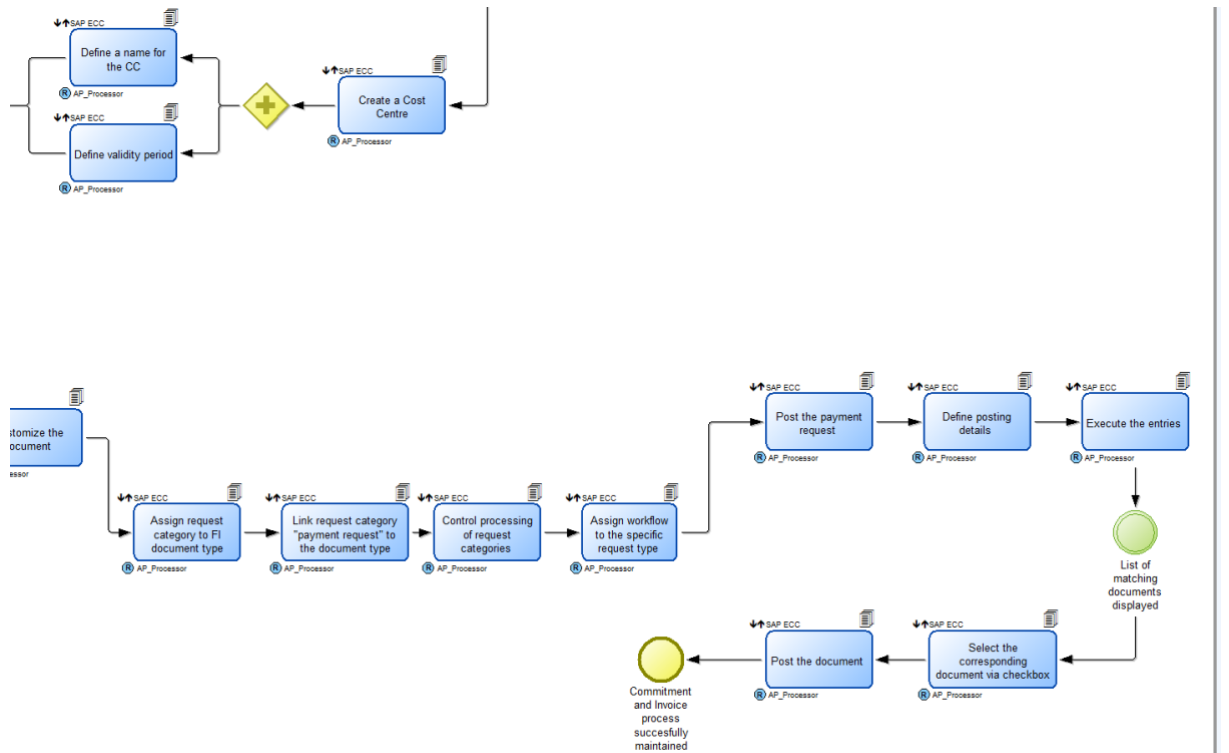 SAP ECC
Define a name for
the CC
AP_Processor
SAP ECC
Define validity period
AP_Processor
SAP ECC
Create a Cost
Centre
AP_Processor
stomize the
ocument
essor
SAP ECC
Assign request
category to FI
document type
AP_Processor
SAP ECC
Link request category
"payment request" to
the document type
AP_Processor
SAP ECC
Control processing
of request
categories
AP_Processor
SAP ECC
Assign workflow
to the specific
request type
AP_Processor
SAP ECC
Post the payment
request
AP_Processor
SAP ECC
Define posting
details
AP_Processor
SAP ECC
Execute the entries
AP_Processor
List of
matching
documents
displayed
SAP ECC
Select the
corresponding
document via checkbox
AP_Processor
SAP ECC
Post the document
AP_Processor
Commitment
and Invoice
process
succesfully
maintained